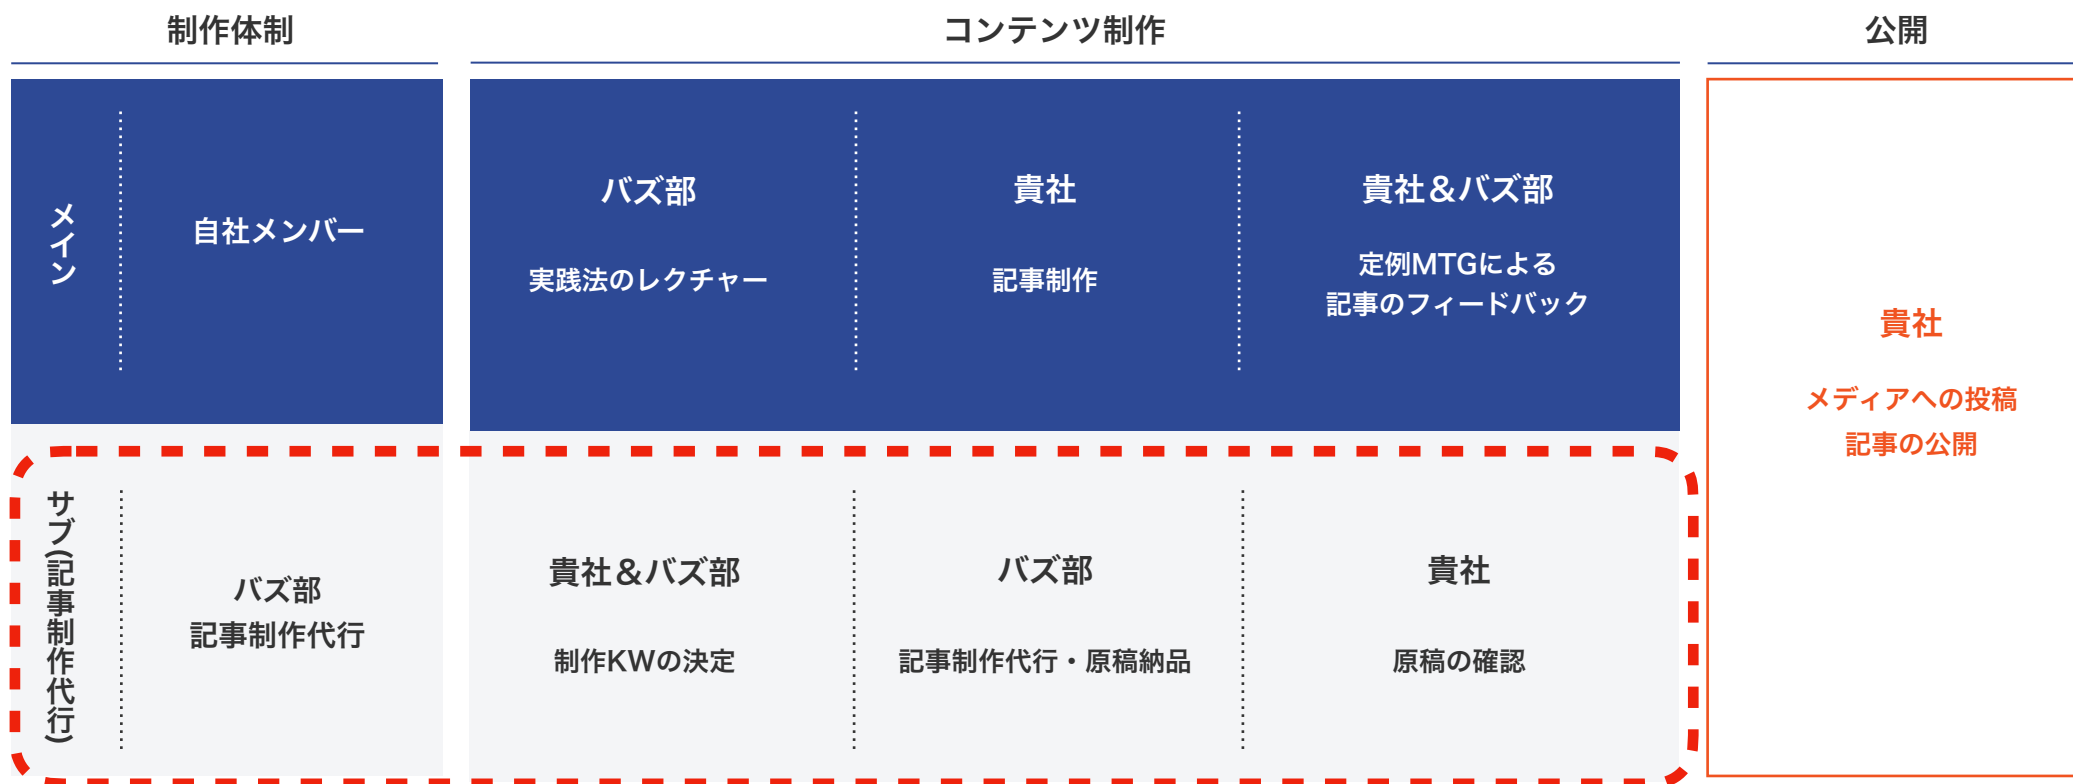 制作体制
コンテンツ制作
公開
メイン
自社メンバー
バズ部
実践法のレクチャー
貴社
記事制作
貴社＆バズ部
定例MTGによる
記事のフィードバック
サブ(記事制作代行)
バズ部
記事制作代行
貴社＆バズ部
制作KWの決定
バズ部
記事制作代行・原稿納品
貴社
原稿の確認
貴社
メディアへの投稿
記事の公開